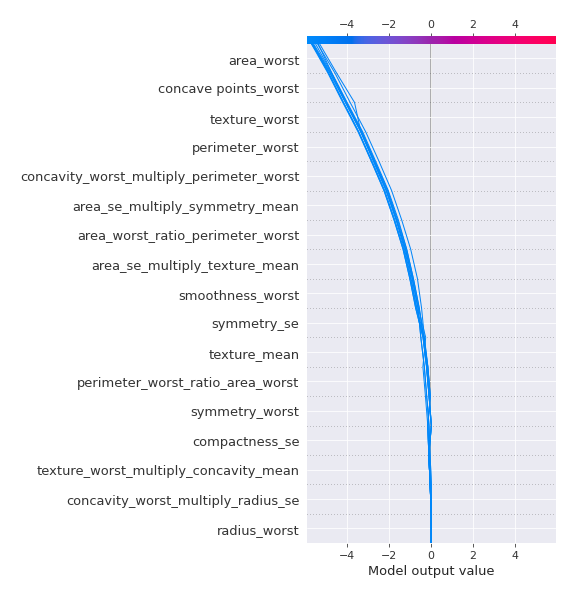 −4 −2 0 2 4
area_worst
concave points_worst
texture_worst
perimeter_worst
concavity_worst_multiply_perimeter_worst
area_se_multiply_symmetry_mean
area_worst_ratio_perimeter_worst
area_se_multiply_texture_mean
smoothness_worst
symmetry_se
texture_mean
perimeter_worst_ratio_area_worst
symmetry_worst
compactness_se
texture_worst_multiply_concavity_mean
concavity_worst_multiply_radius_se
radius_worst
−4 −2 0 2 4
Model output value